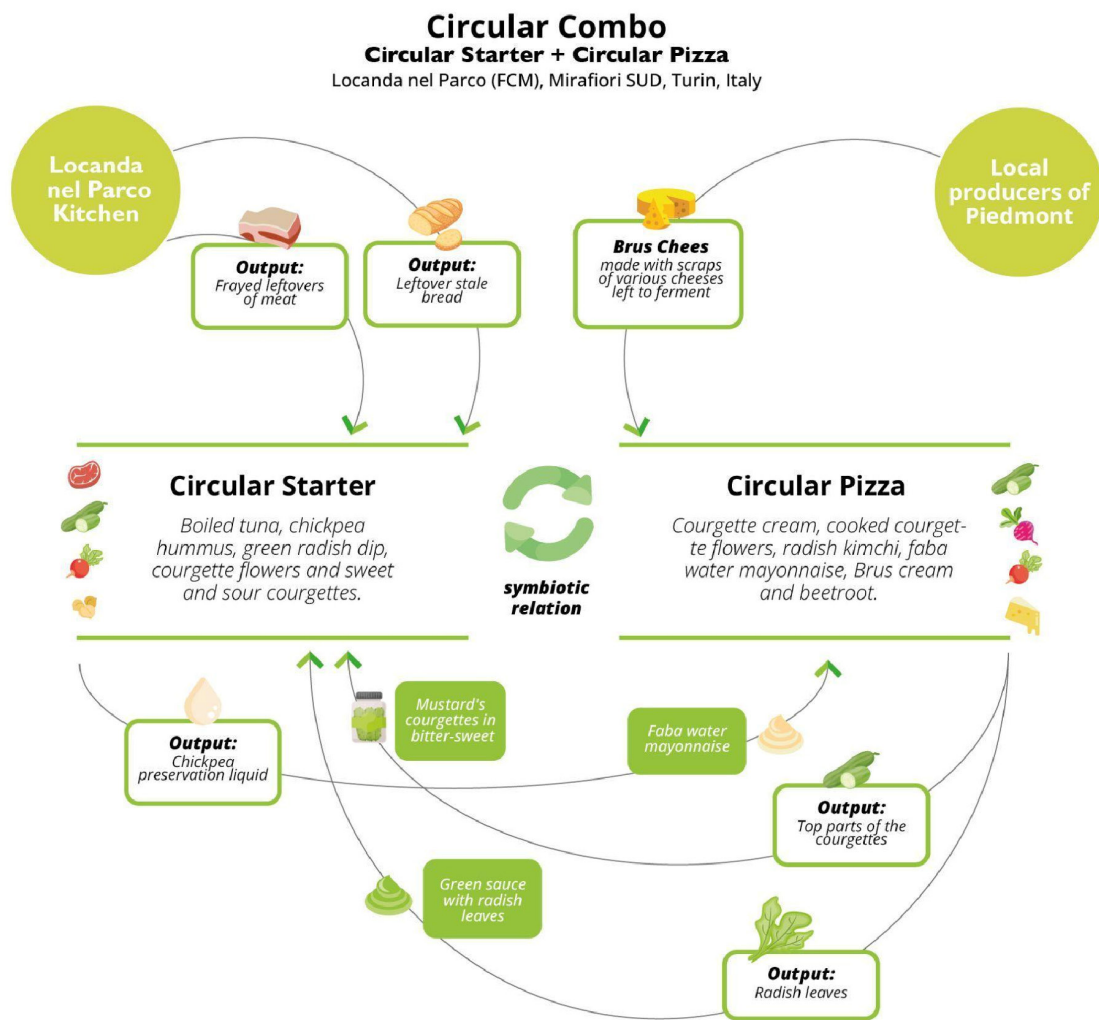 Circular Combo
Circular Starter + Circular Pizza
Locanda nel Parco (FCM), Mirafiori SUD, Turin, Italy
Locanda
nel Parco
Kitchen
Local
producers of
Piedmont
Output:
Frayed leftovers
of meat
Output:
Leftover stale
bread
Brus Chees
made with scraps
of various cheeses
left to ferment
Circular Starter
Boiled tuna, chickpea
hummus, green radish dip,
courgette flowers and sweet
and sour courgettes.
symbiotic
relation
Circular Pizza
Courgette cream, cooked courget-
te flowers, radish kimchi, faba
water mayonnaise, Brus cream
and beetroot.
Output:
Chickpea
preservation liquid
Mustard's
courgettes in
bitter-sweet
Faba water
mayonnaise
Output:
Top parts of the
courgettes
Green sauce
with radish
leaves
Output:
Radish leaves